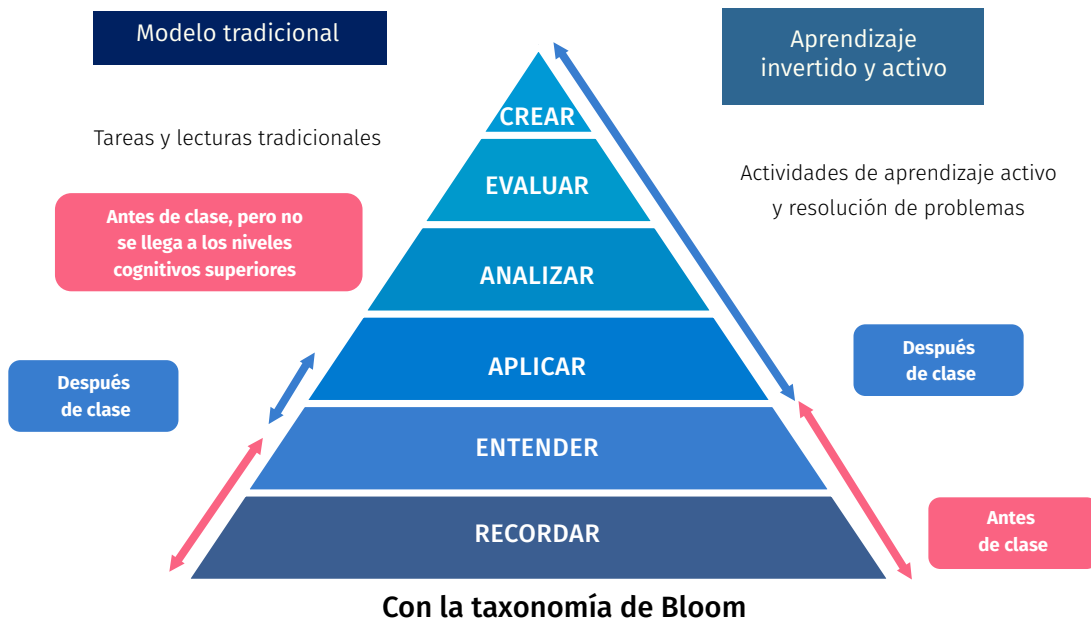 Modelo tradicional
Aprendizaje
invertido y activo
Tareas y lecturas tradicionales
Actividades de aprendizaje activo
y resolución de problemas
Antes de clase, pero no
se llega a los niveles
cognitivos superiores
CREAR
EVALUAR
ANALIZAR
APLICAR
ENTENDER
RECORDAR
Después
de clase
Después
de clase
Antes
de clase
Con la taxonomía de Bloom